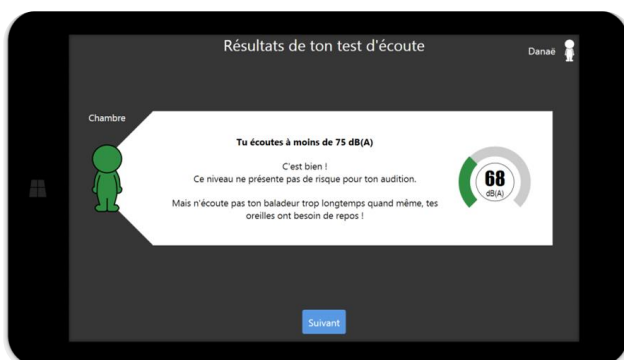 Résultats de ton test d'écoute
Danaë
Chambre
Tu écoutes à moins de 75 dB(A)
C'est bien !
Ce niveau ne présente pas de risque pour ton audition.
Mais n'écoute pas ton baladeur trop longtemps quand même, tes
oreilles ont besoin de repos !
68
dB(A)
Suivant